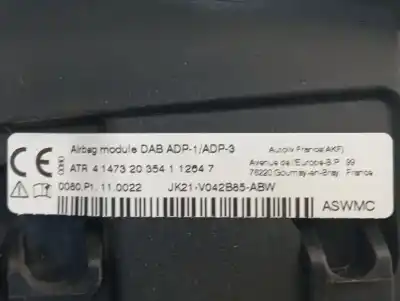 Airbag module DAB ADP-1/ADP-3
Autoliv France(AKF)
ATR 4 1473 20 354 1 1264 7
Avenue de l'Europe-B.P. 99
76220 Gournay-en-Bray France
0080.P1.11.0022
JK21-V042B85-ABW
ASWMC